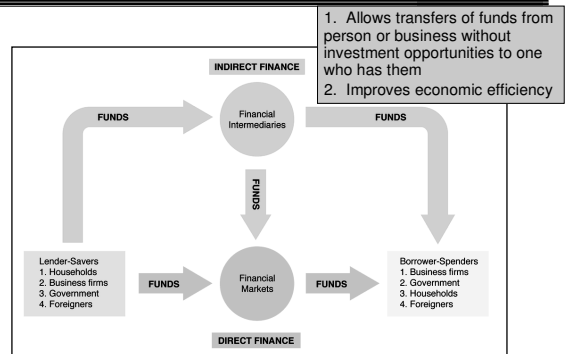 1. Allows transfers of funds from
person or business without
investment opportunities to one
who has them
2. Improves economic efficiency
INDIRECT FINANCE
FUNDS
Financial
Intermediaries
FUNDS
FUNDS
Lender-Savers
1. Households
2. Business firms
3. Government
4. Foreigners
FUNDS
Financial
Markets
FUNDS
Borrower-Spenders
1. Business firms
2. Government
3. Households
4. Foreigners
DIRECT FINANCE